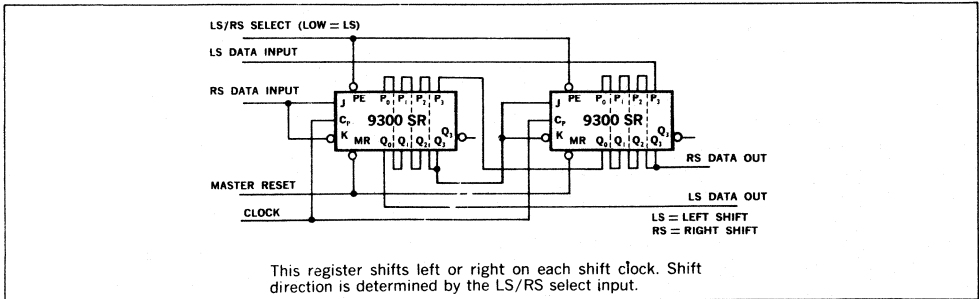 LS/RS SELECT (LOW = LS)
LS DATA INPUT
RS DATA INPUT
PE P₀ P₁ P₂ P₃
J
Cₚ 9300 SR
K
MR Q₀ Q₁ Q₂ Q₃
PE P₀ P₁ P₂ P₃
J
Cₚ 9300 SR
K Q₃
MR Q₀ Q₁ Q₂ Q₃
RS DATA OUT
MASTER RESET
LS DATA OUT
CLOCK
LS = LEFT SHIFT
RS = RIGHT SHIFT
This register shifts left or right on each shift clock. Shift
direction is determined by the LS/RS select input.